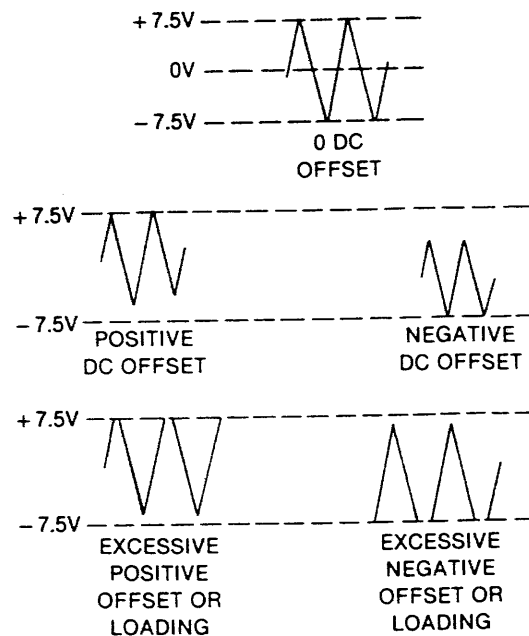 + 7.5V
0V
- 7.5V
0 DC
OFFSET
+ 7.5V
- 7.5V
POSITIVE
DC OFFSET
NEGATIVE
DC OFFSET
+ 7.5V
- 7.5V
EXCESSIVE
POSITIVE
OFFSET OR
LOADING
EXCESSIVE
NEGATIVE
OFFSET OR
LOADING